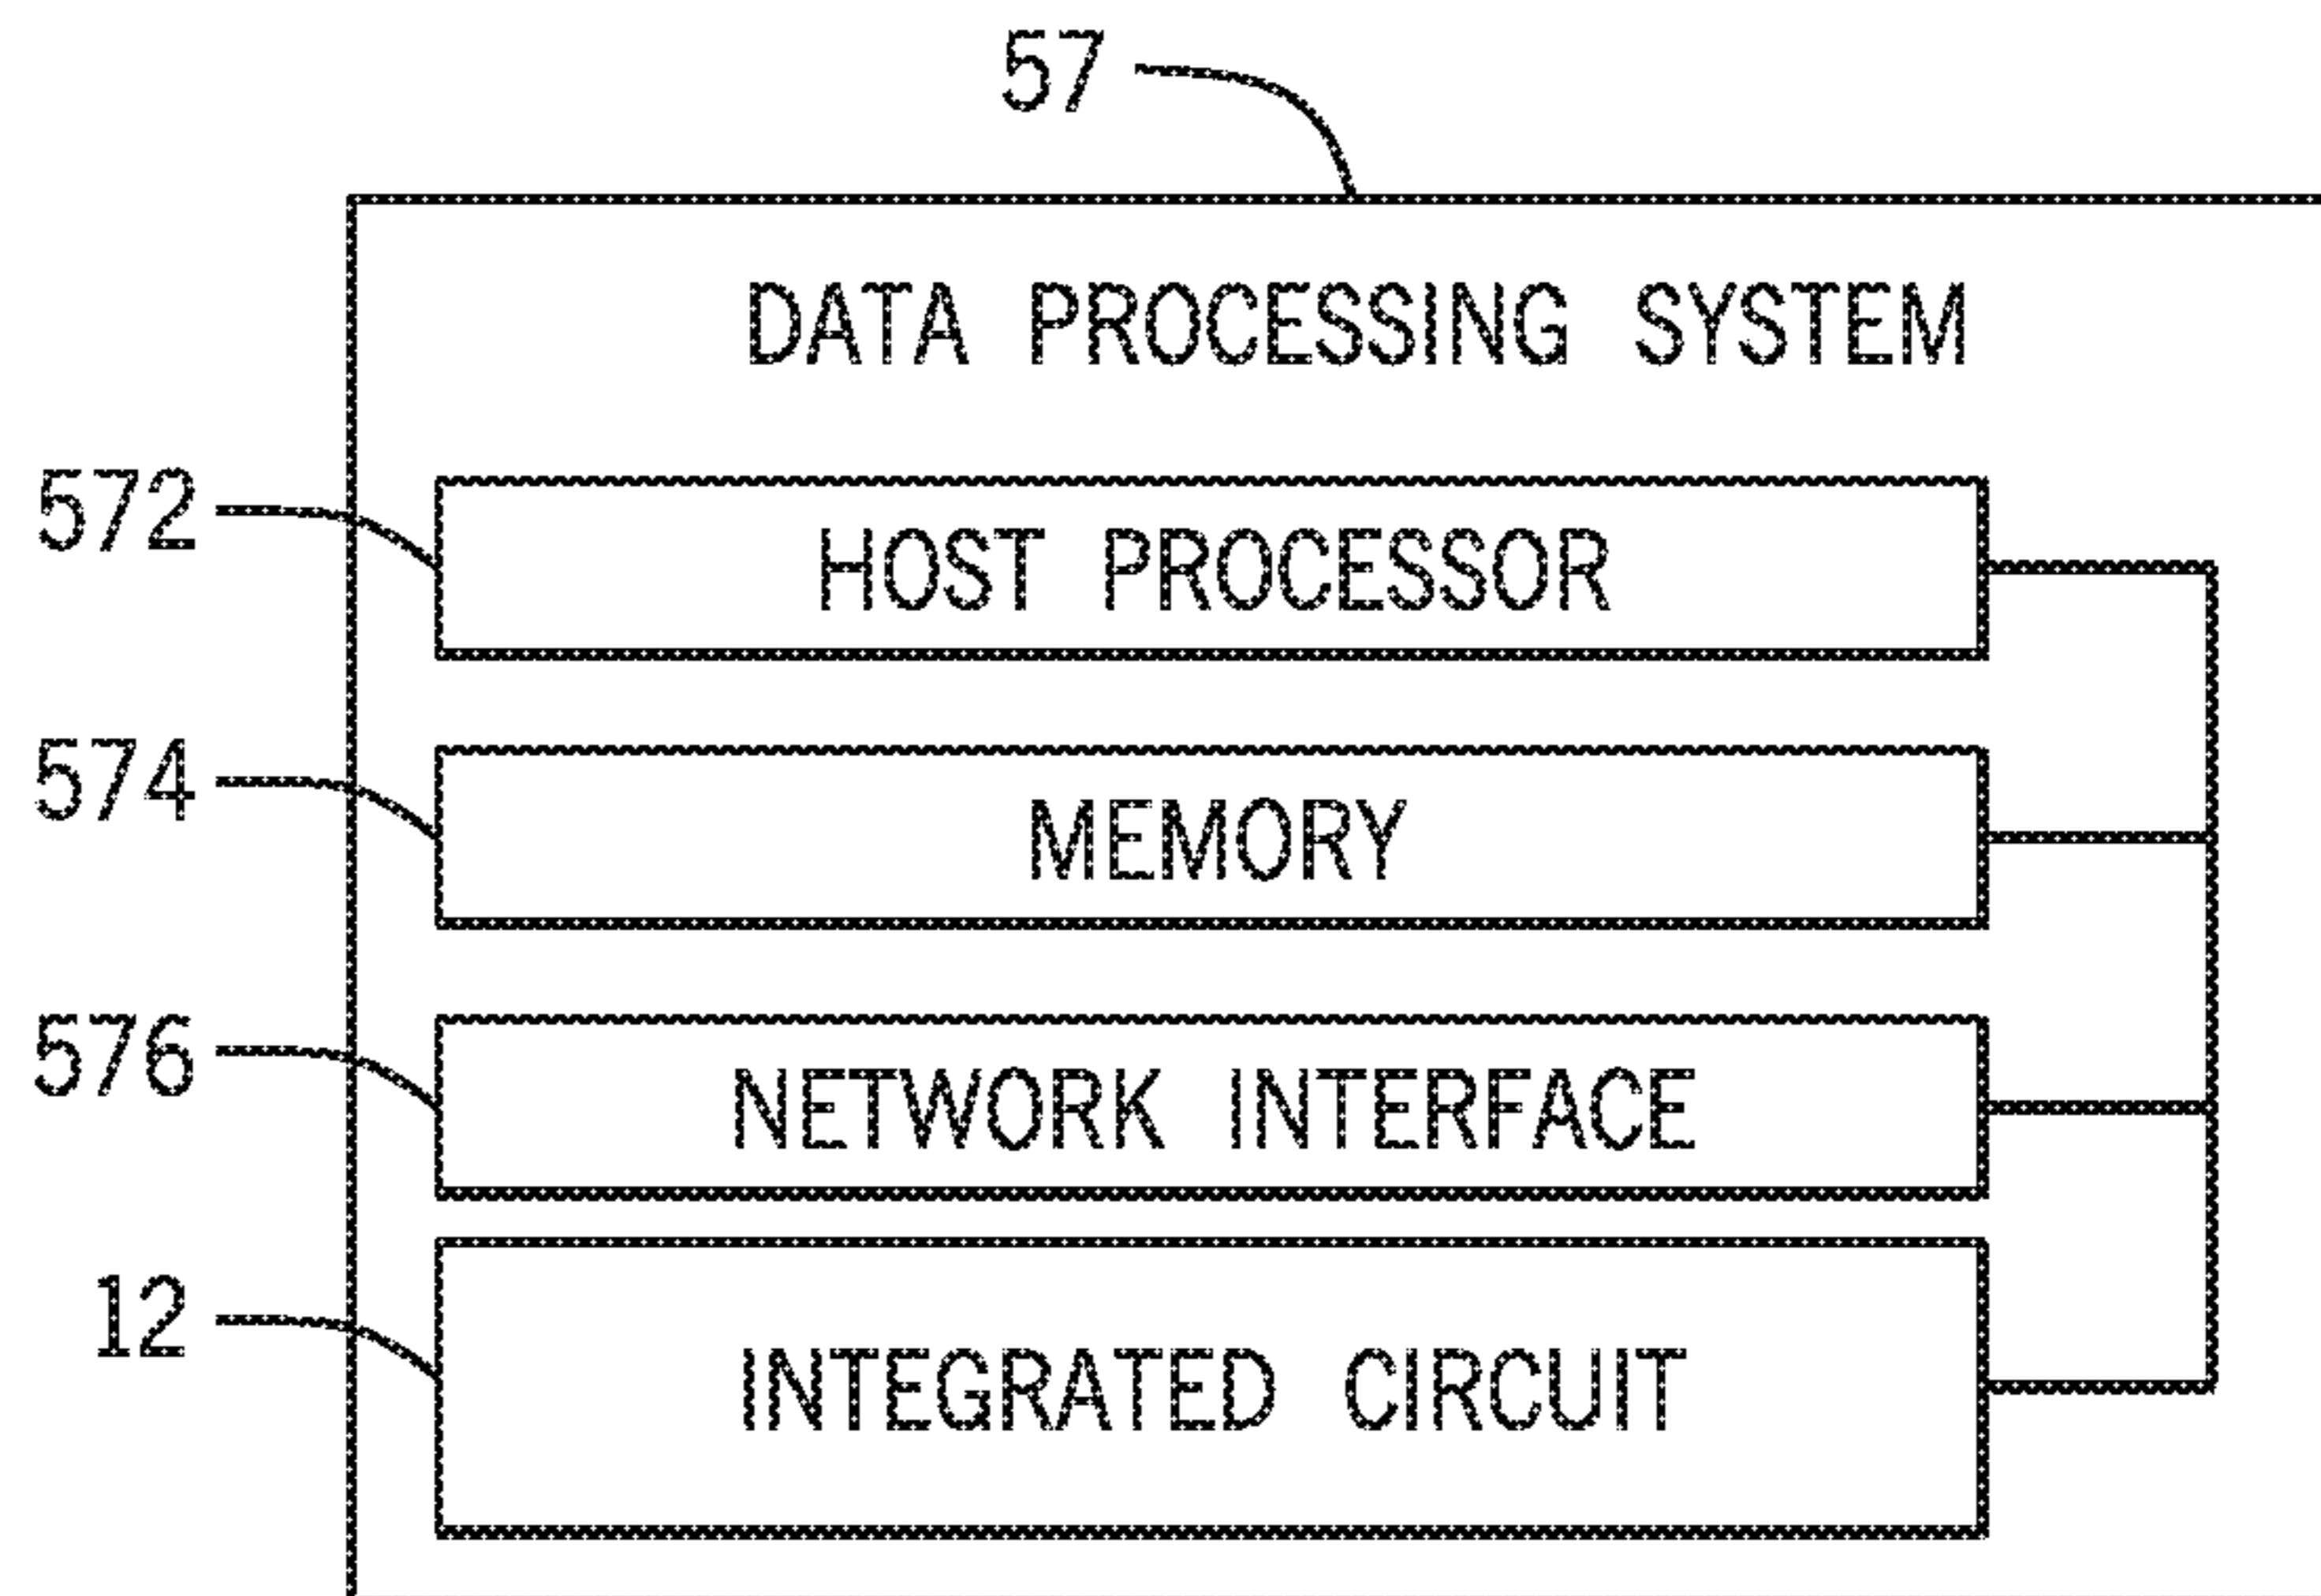 57
DATA PROCESSING SYSTEM
572
HOST PROCESSOR
574
MEMORY
576
NETWORK INTERFACE
12
INTEGRATED CIRCUIT